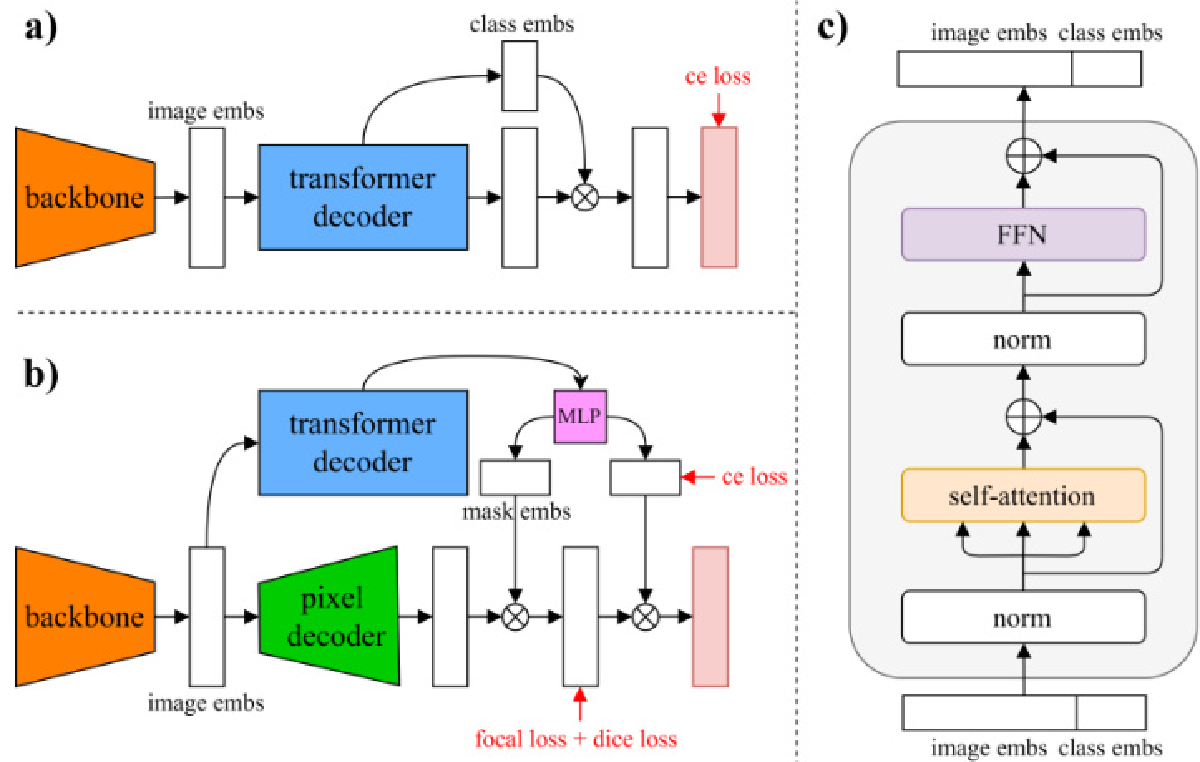 a)
class embs
ce loss
image embs
backbone
transformer
decoder
b)
transformer
decoder
MLP
ce loss
mask embs
backbone
pixel
decoder
image embs
focal loss + dice loss
c)
image embs class embs
FFN
norm
self-attention
norm
image embs class embs